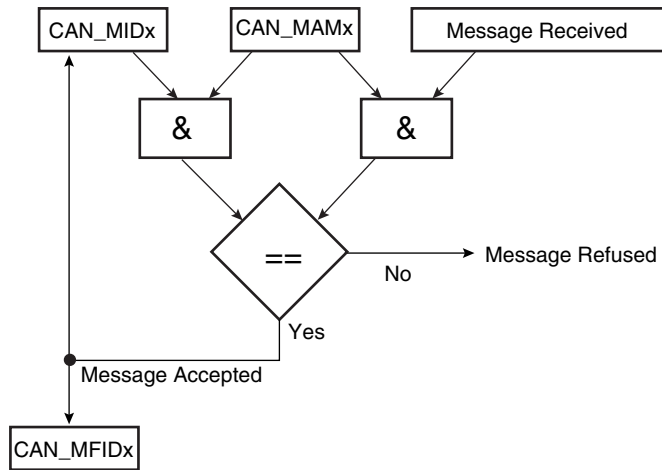 CAN_MIDx
CAN_MAMx
Message Received
&
&
==
No
Message Refused
Yes
Message Accepted
CAN_MFIDx